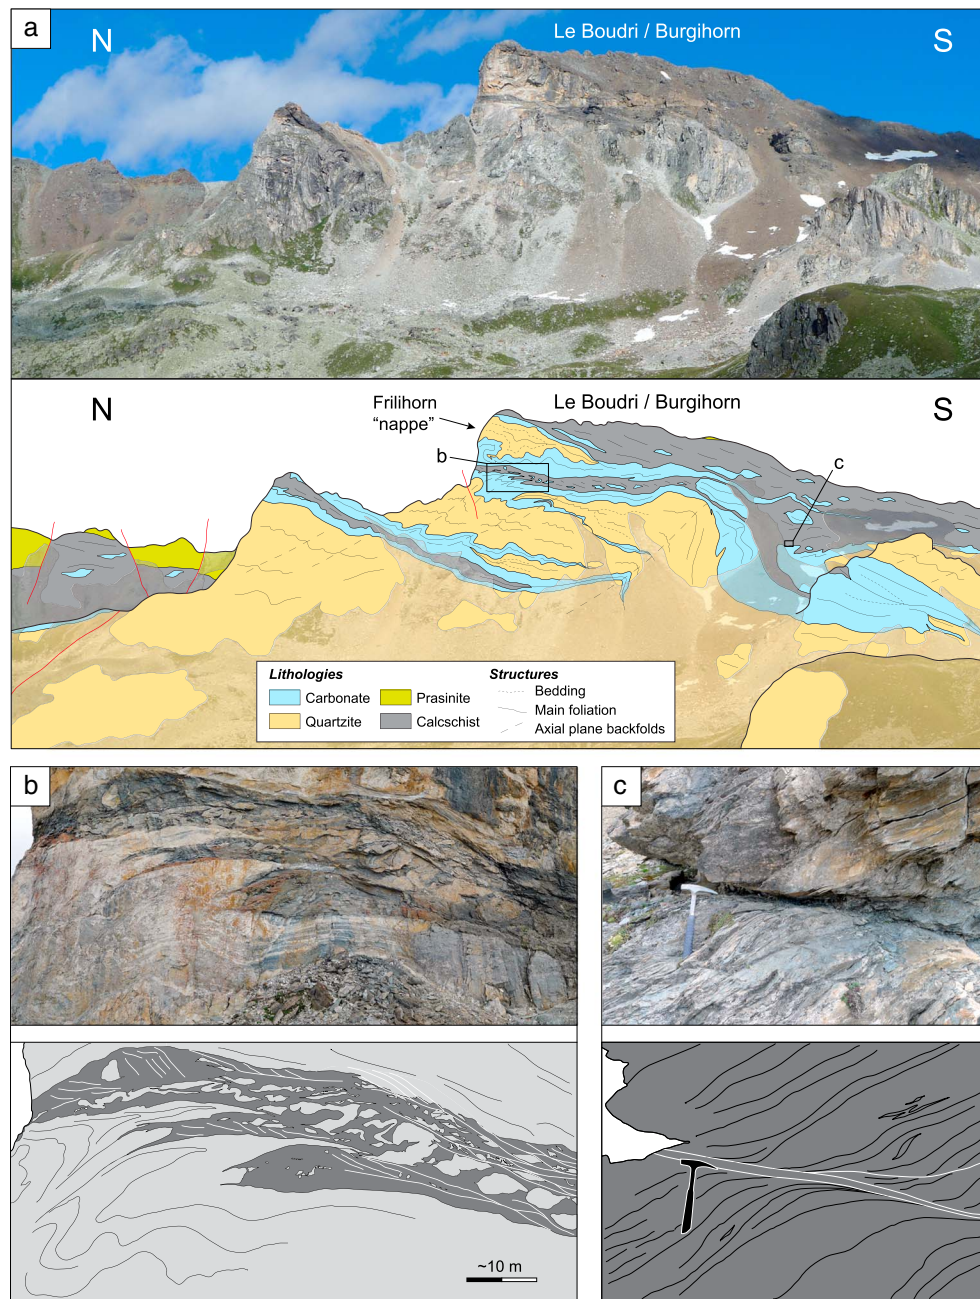 a
N
Le Boudri / Burgihorn
S
N
Frilihorn
"nappe"
Le Boudri / Burgihorn
S
b
c
Lithologies
Carbonate
Prasinite
Quartzite
Calcschist
Structures
Bedding
Main foliation
Axial plane backfolds
b
c
~10 m